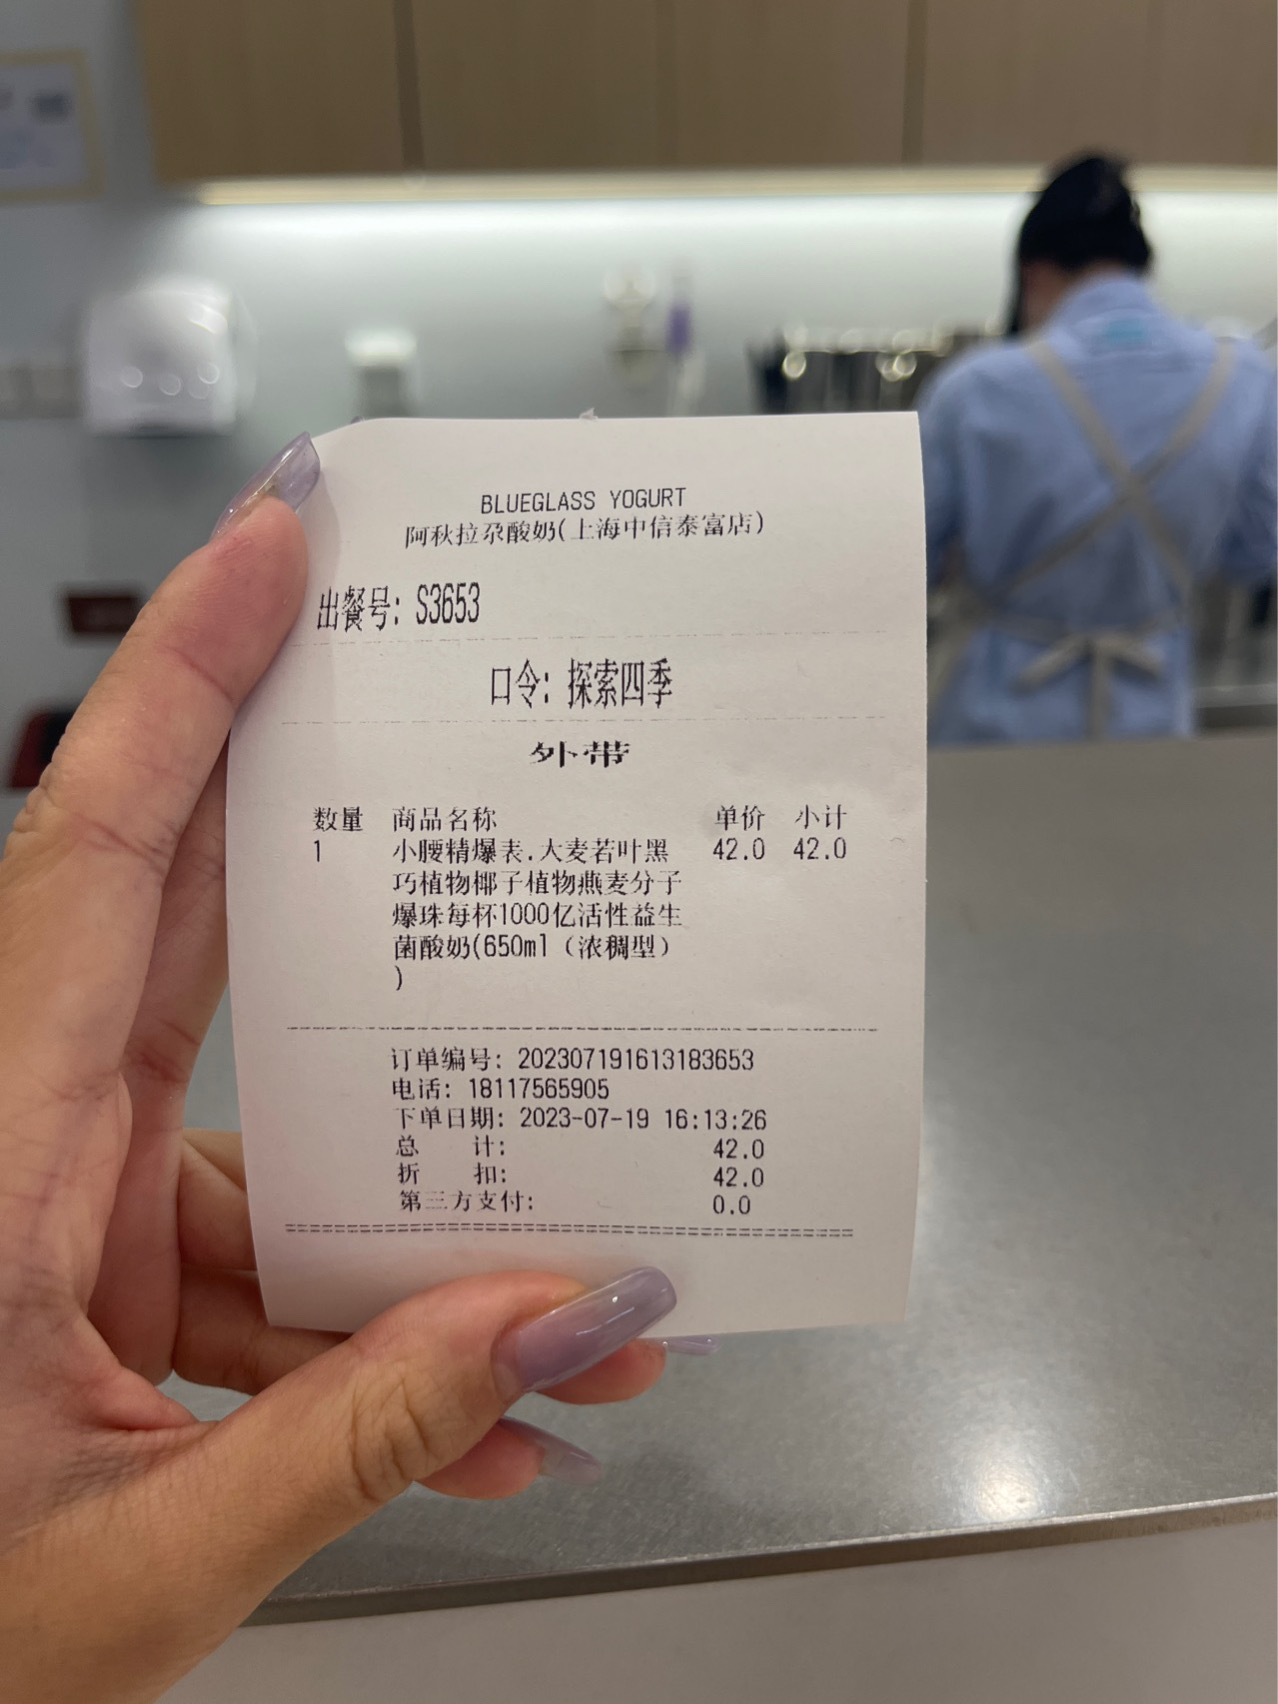 BLUEGLASS YOGURT
阿秋拉尕酸奶(上海中信泰富店)
出餐号: S3653
口令: 探索四季
外带
数量 商品名称 单价 小计
1 小腰精爆表.大麦若叶黑 42.0 42.0
巧植物椰子植物燕麦分子
爆珠每杯1000亿活性益生
菌酸奶(650ml（浓稠型）
)
订单编号: 202307191613183653
电话: 18117565905
下单日期: 2023-07-19 16:13:26
总 计: 42.0
折 扣: 42.0
第三方支付: 0.0